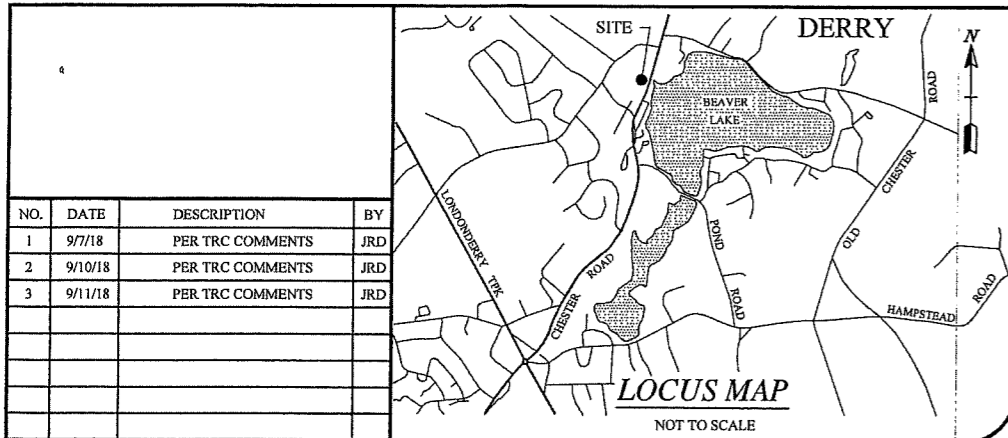 NO. DATE DESCRIPTION BY
1 9/7/18 PER TRC COMMENTS JRD
2 9/10/18 PER TRC COMMENTS JRD
3 9/11/18 PER TRC COMMENTS JRD
SITE
DERRY
N
BEAVER
LAKE
ROAD
CHESTER
OLD
LONDONDERRY TPK
ROAD
CHESTER
POND
ROAD
HAMPSTEAD
ROAD
LOCUS MAP
NOT TO SCALE